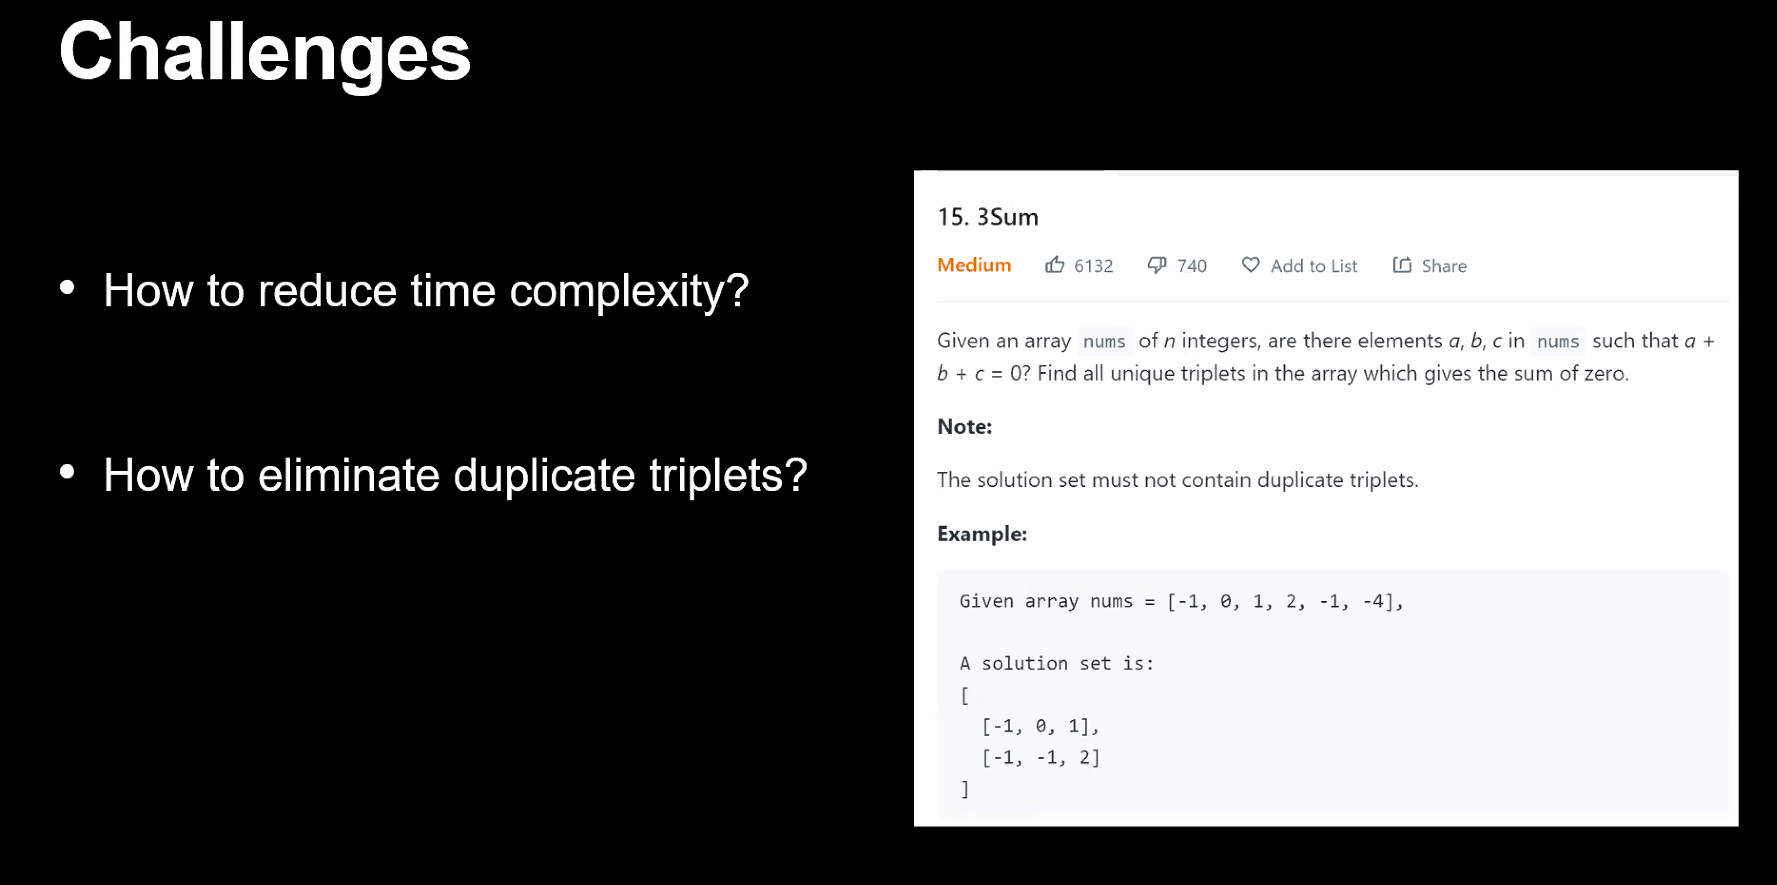 Challenges
• How to reduce time complexity?
• How to eliminate duplicate triplets?
15. 3Sum
Medium 6132 740 Add to List Share
Given an array nums of n integers, are there elements a, b, c in nums such that a +
b + c = 0? Find all unique triplets in the array which gives the sum of zero.
Note:
The solution set must not contain duplicate triplets.
Example:
Given array nums = [-1, 0, 1, 2, -1, -4],
A solution set is:
[
[-1, 0, 1],
[-1, -1, 2]
]